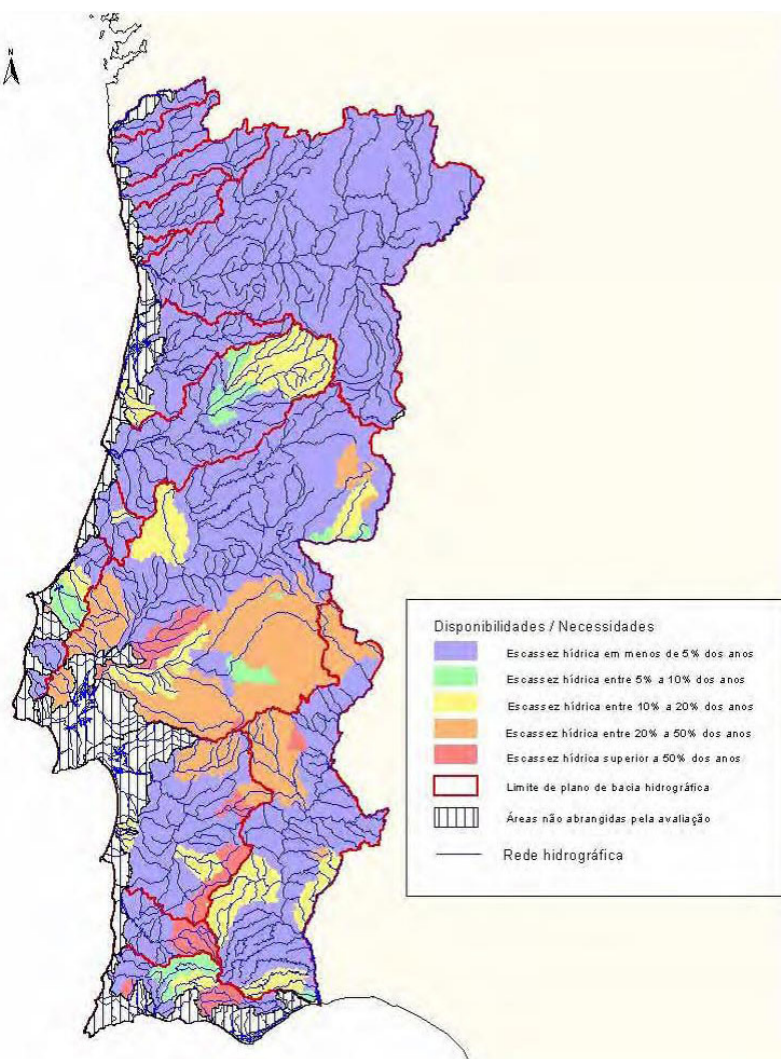 N
Disponibilidades / Necessidades
Escassez hídrica em menos de 5% dos anos
Escassez hídrica entre 5% a 10% dos anos
Escassez hídrica entre 10% a 20% dos anos
Escassez hídrica entre 20% a 50% dos anos
Escassez hídrica superior a 50% dos anos
Limite de plano de bacia hidrográfica
Áreas não abrangidas pela avaliação
Rede hidrográfica